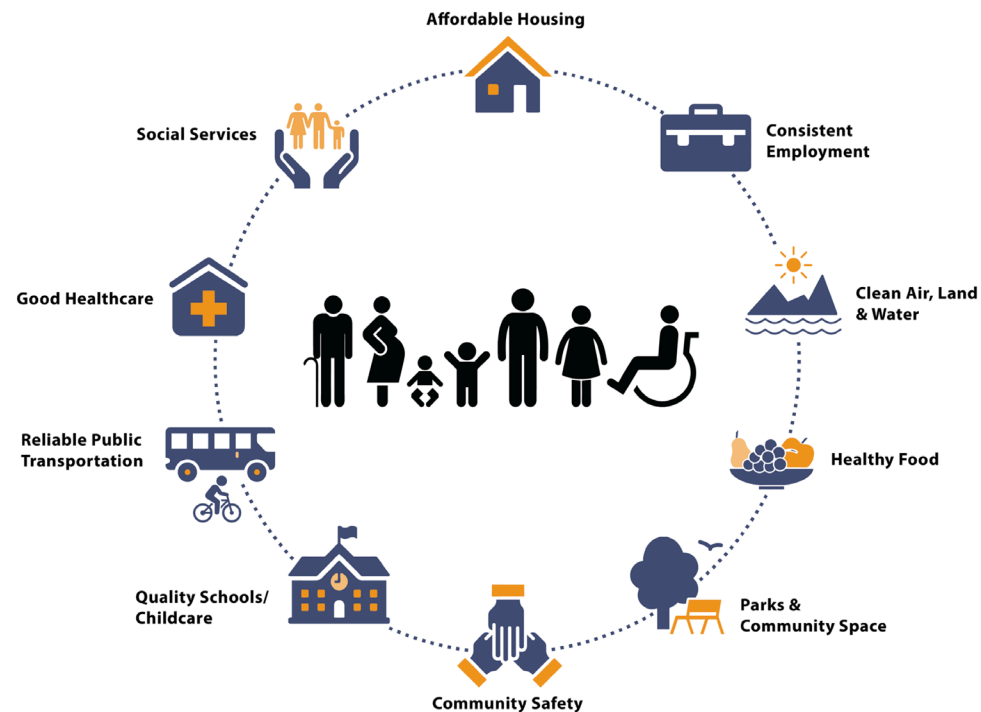 Affordable Housing
Consistent
Employment
Clean Air, Land
& Water
Healthy Food
Parks &
Community Space
Community Safety
Quality Schools/
Childcare
Reliable Public
Transportation
Good Healthcare
Social Services